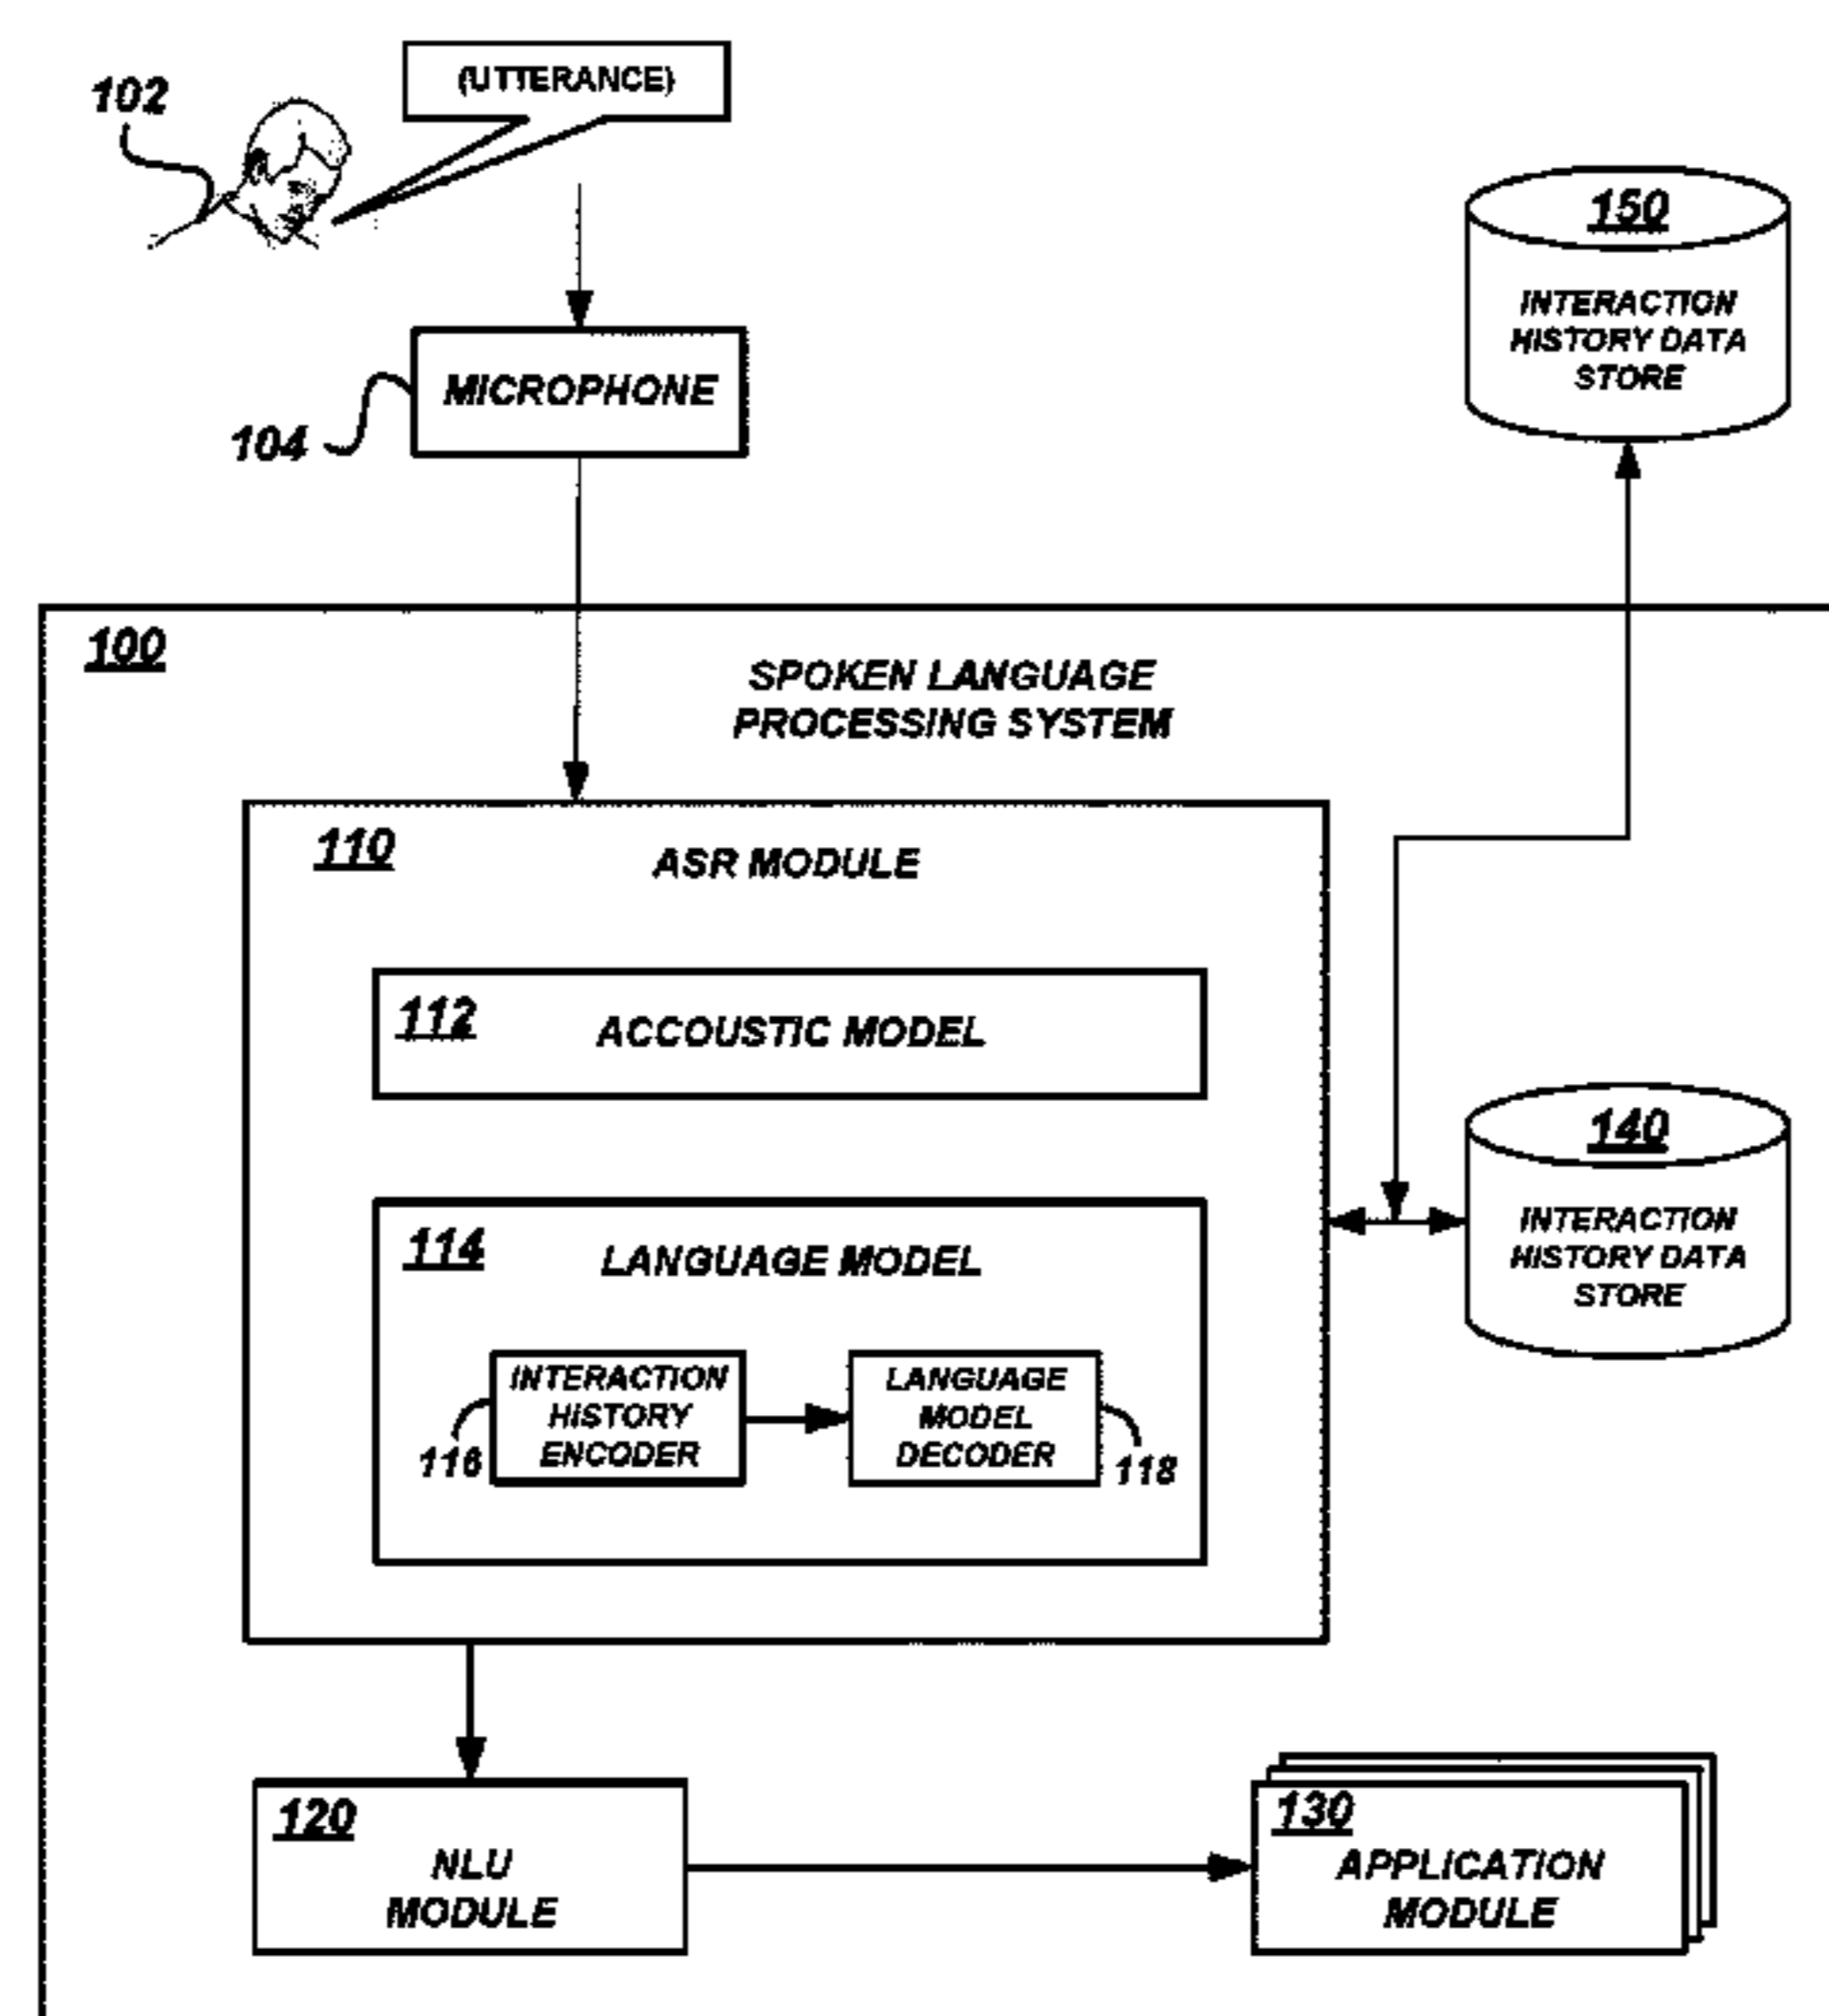 (UTTERANCE)
102
150
INTERACTION
HISTORY DATA
STORE
MICROPHONE
104
100
SPOKEN LANGUAGE
PROCESSING SYSTEM
110
ASR MODULE
112
ACCOUSTIC MODEL
140
INTERACTION
HISTORY DATA
STORE
114
LANGUAGE MODEL
INTERACTION
HISTORY
ENCODER
116
LANGUAGE
MODEL
DECODER
118
120
NLU
MODULE
130
APPLICATION
MODULE